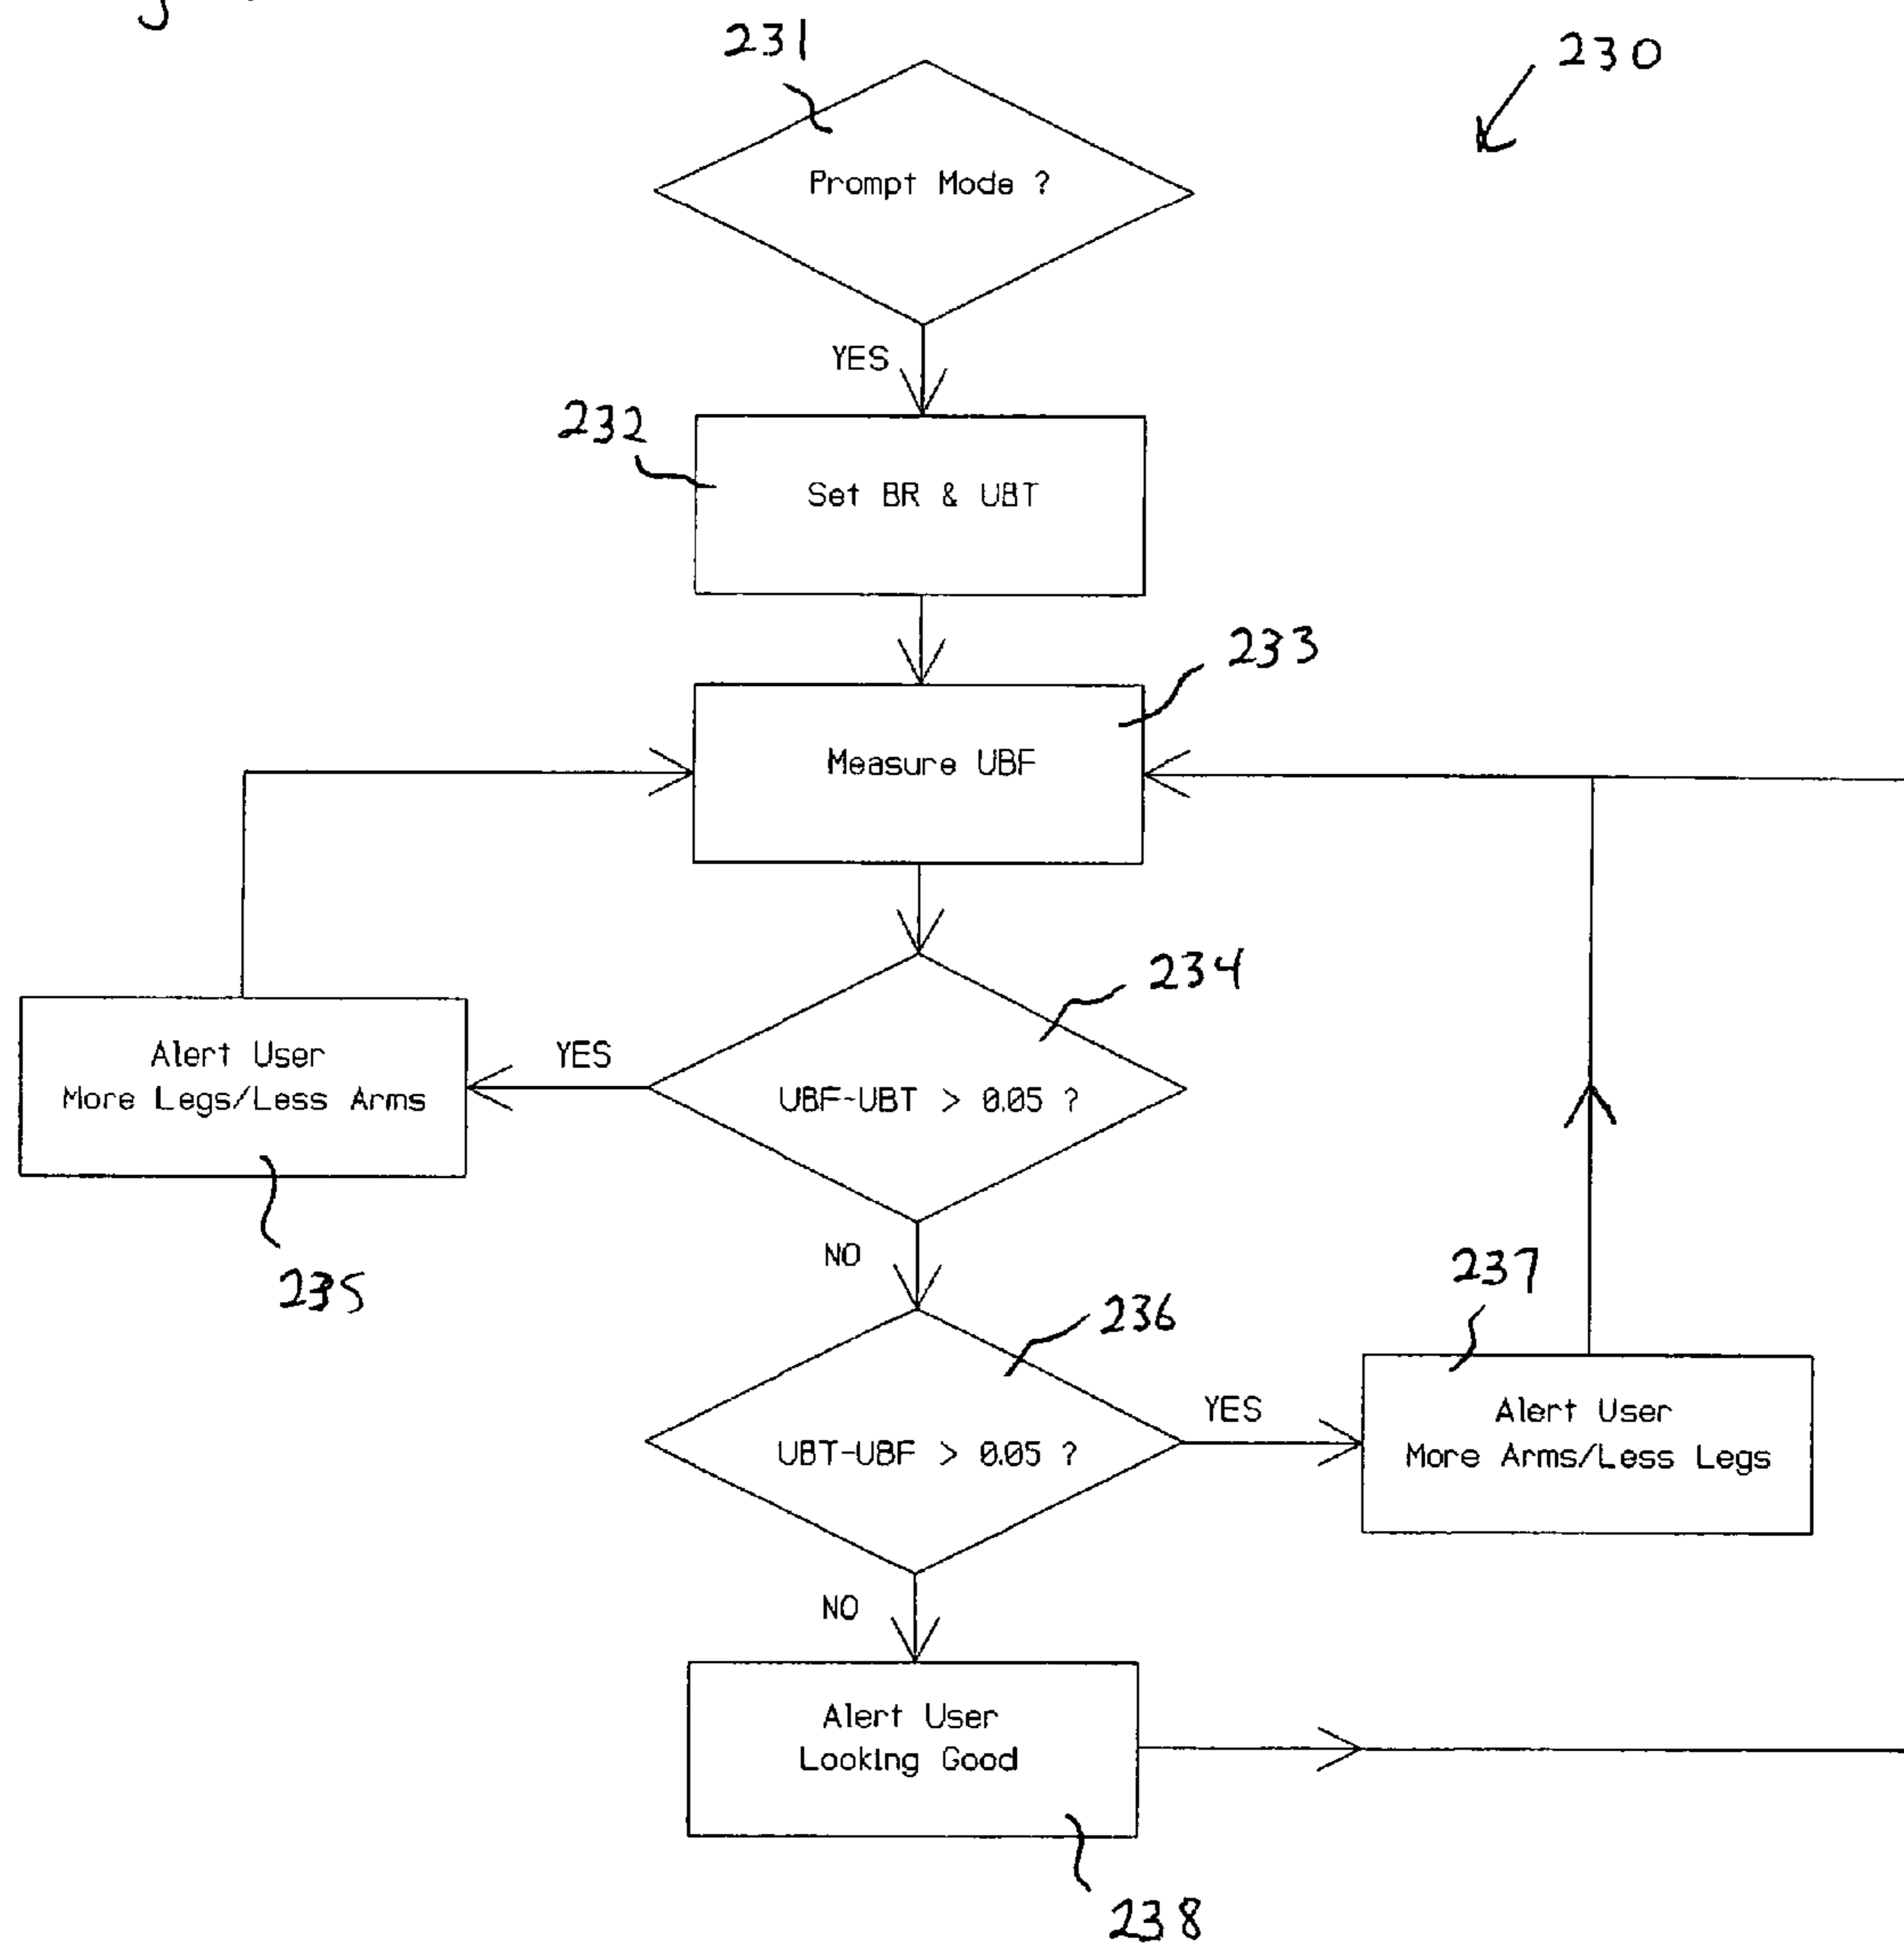 231
230
Prompt Mode ?
YES
232
Set BR & UBT
233
Measure UBF
234
Alert User
More Legs/Less Arms
YES
UBF-UBT > 0.05 ?
235
NO
237
236
UBT-UBF > 0.05 ?
YES
Alert User
More Arms/Less Legs
NO
Alert User
Looking Good
238